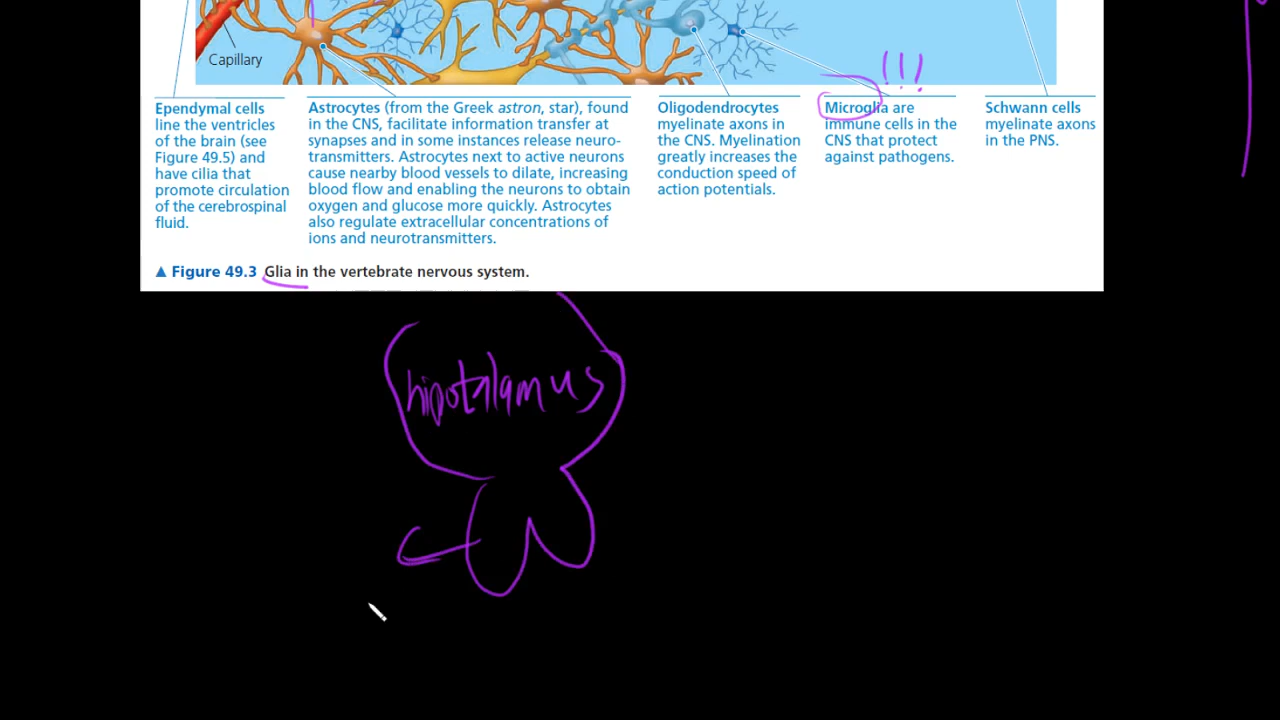 Capillary
!!!
Ependymal cells
line the ventricles
of the brain (see
Figure 49.5) and
have cilia that
promote circulation
of the cerebrospinal
fluid.
Astrocytes (from the Greek astron, star), found
in the CNS, facilitate information transfer at
synapses and in some instances release neuro-
transmitters. Astrocytes next to active neurons
cause nearby blood vessels to dilate, increasing
blood flow and enabling the neurons to obtain
oxygen and glucose more quickly. Astrocytes
also regulate extracellular concentrations of
ions and neurotransmitters.
Oligodendrocytes
myelinate axons in
the CNS. Myelination
greatly increases the
conduction speed of
action potentials.
Microglia are
immune cells in the
CNS that protect
against pathogens.
Schwann cells
myelinate axons
in the PNS.
▲ Figure 49.3 Glia in the vertebrate nervous system.
hipotalamus